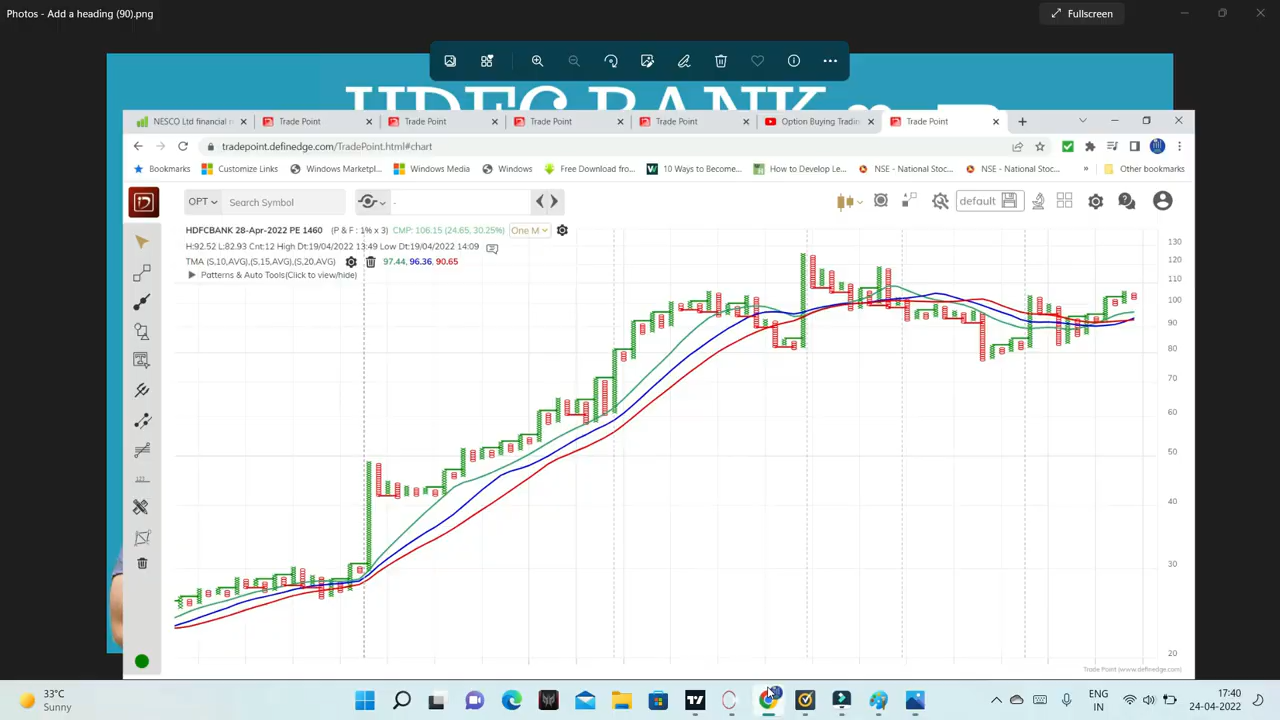 Photos - Add a heading (90).png
Fullscreen
HDFC BANK
NESCO Ltd financial n
Trade Point
Trade Point
Trade Point
Trade Point
Option Buying Tradin
Trade Point
tradepoint.definedge.com/TradePoint.html#chart
Bookmarks
Customize Links
Windows Marketpl...
Windows Media
Windows
Free Download fro...
10 Ways to Become...
How to Develop Le...
NSE - National Stoc...
NSE - National Stoc...
»
Other bookmarks
OPT
Search Symbol
-
default
HDFCBANK 28-Apr-2022 PE 1460 (P & F : 1% x 3) CMP: 106.15 (24.65, 30.25%) One M
H:92.52 L:82.93 Cnt:12 High Dt:19/04/2022 13:49 Low Dt:19/04/2022 14:09
TMA (S,10,AVG),(S,15,AVG),(S,20,AVG) 97.44, 96.36, 90.65
Patterns & Auto Tools(Click to view/hide)
130
120
110
100
90
80
70
60
50
40
30
20
Trade Point (www.definedge.com)
33°C
Sunny
ENG
IN
17:40
24-04-2022